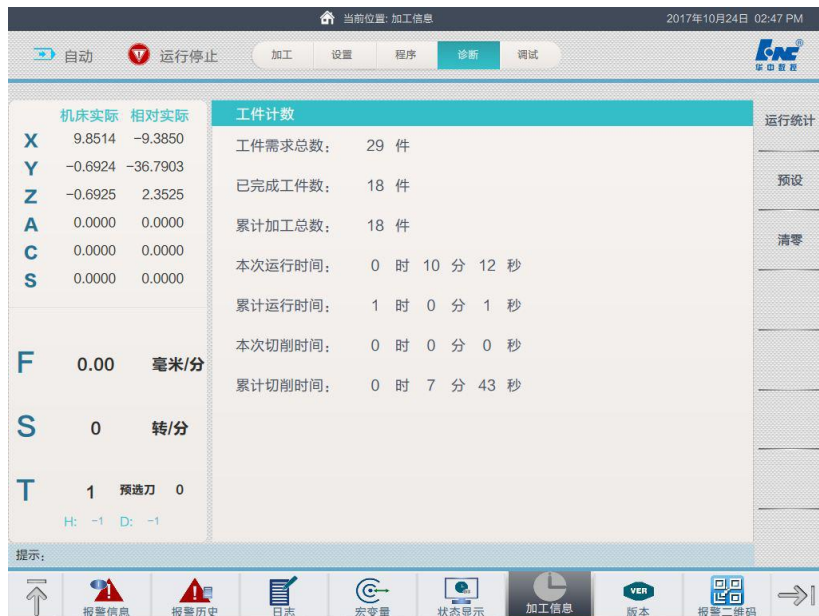 当前位置: 加工信息
2017年10月24日 02:47 PM
自动
运行停止
加工
设置
程序
诊断
调试
HNC®
华中数控
机床实际 相对实际
X 9.8514 -9.3850
Y -0.6924 -36.7903
Z -0.6925 2.3525
A 0.0000 0.0000
C 0.0000 0.0000
S 0.0000 0.0000
F 0.00 毫米/分
S 0 转/分
T 1 预选刀 0
H: -1 D: -1
工件计数
工件需求总数: 29 件
已完成工件数: 18 件
累计加工总数: 18 件
本次运行时间: 0 时 10 分 12 秒
累计运行时间: 1 时 0 分 1 秒
本次切削时间: 0 时 0 分 0 秒
累计切削时间: 0 时 7 分 43 秒
运行统计
预设
清零
提示:
报警信息
报警历史
日志
宏变量
状态显示
加工信息
VER
版本
报警二维码